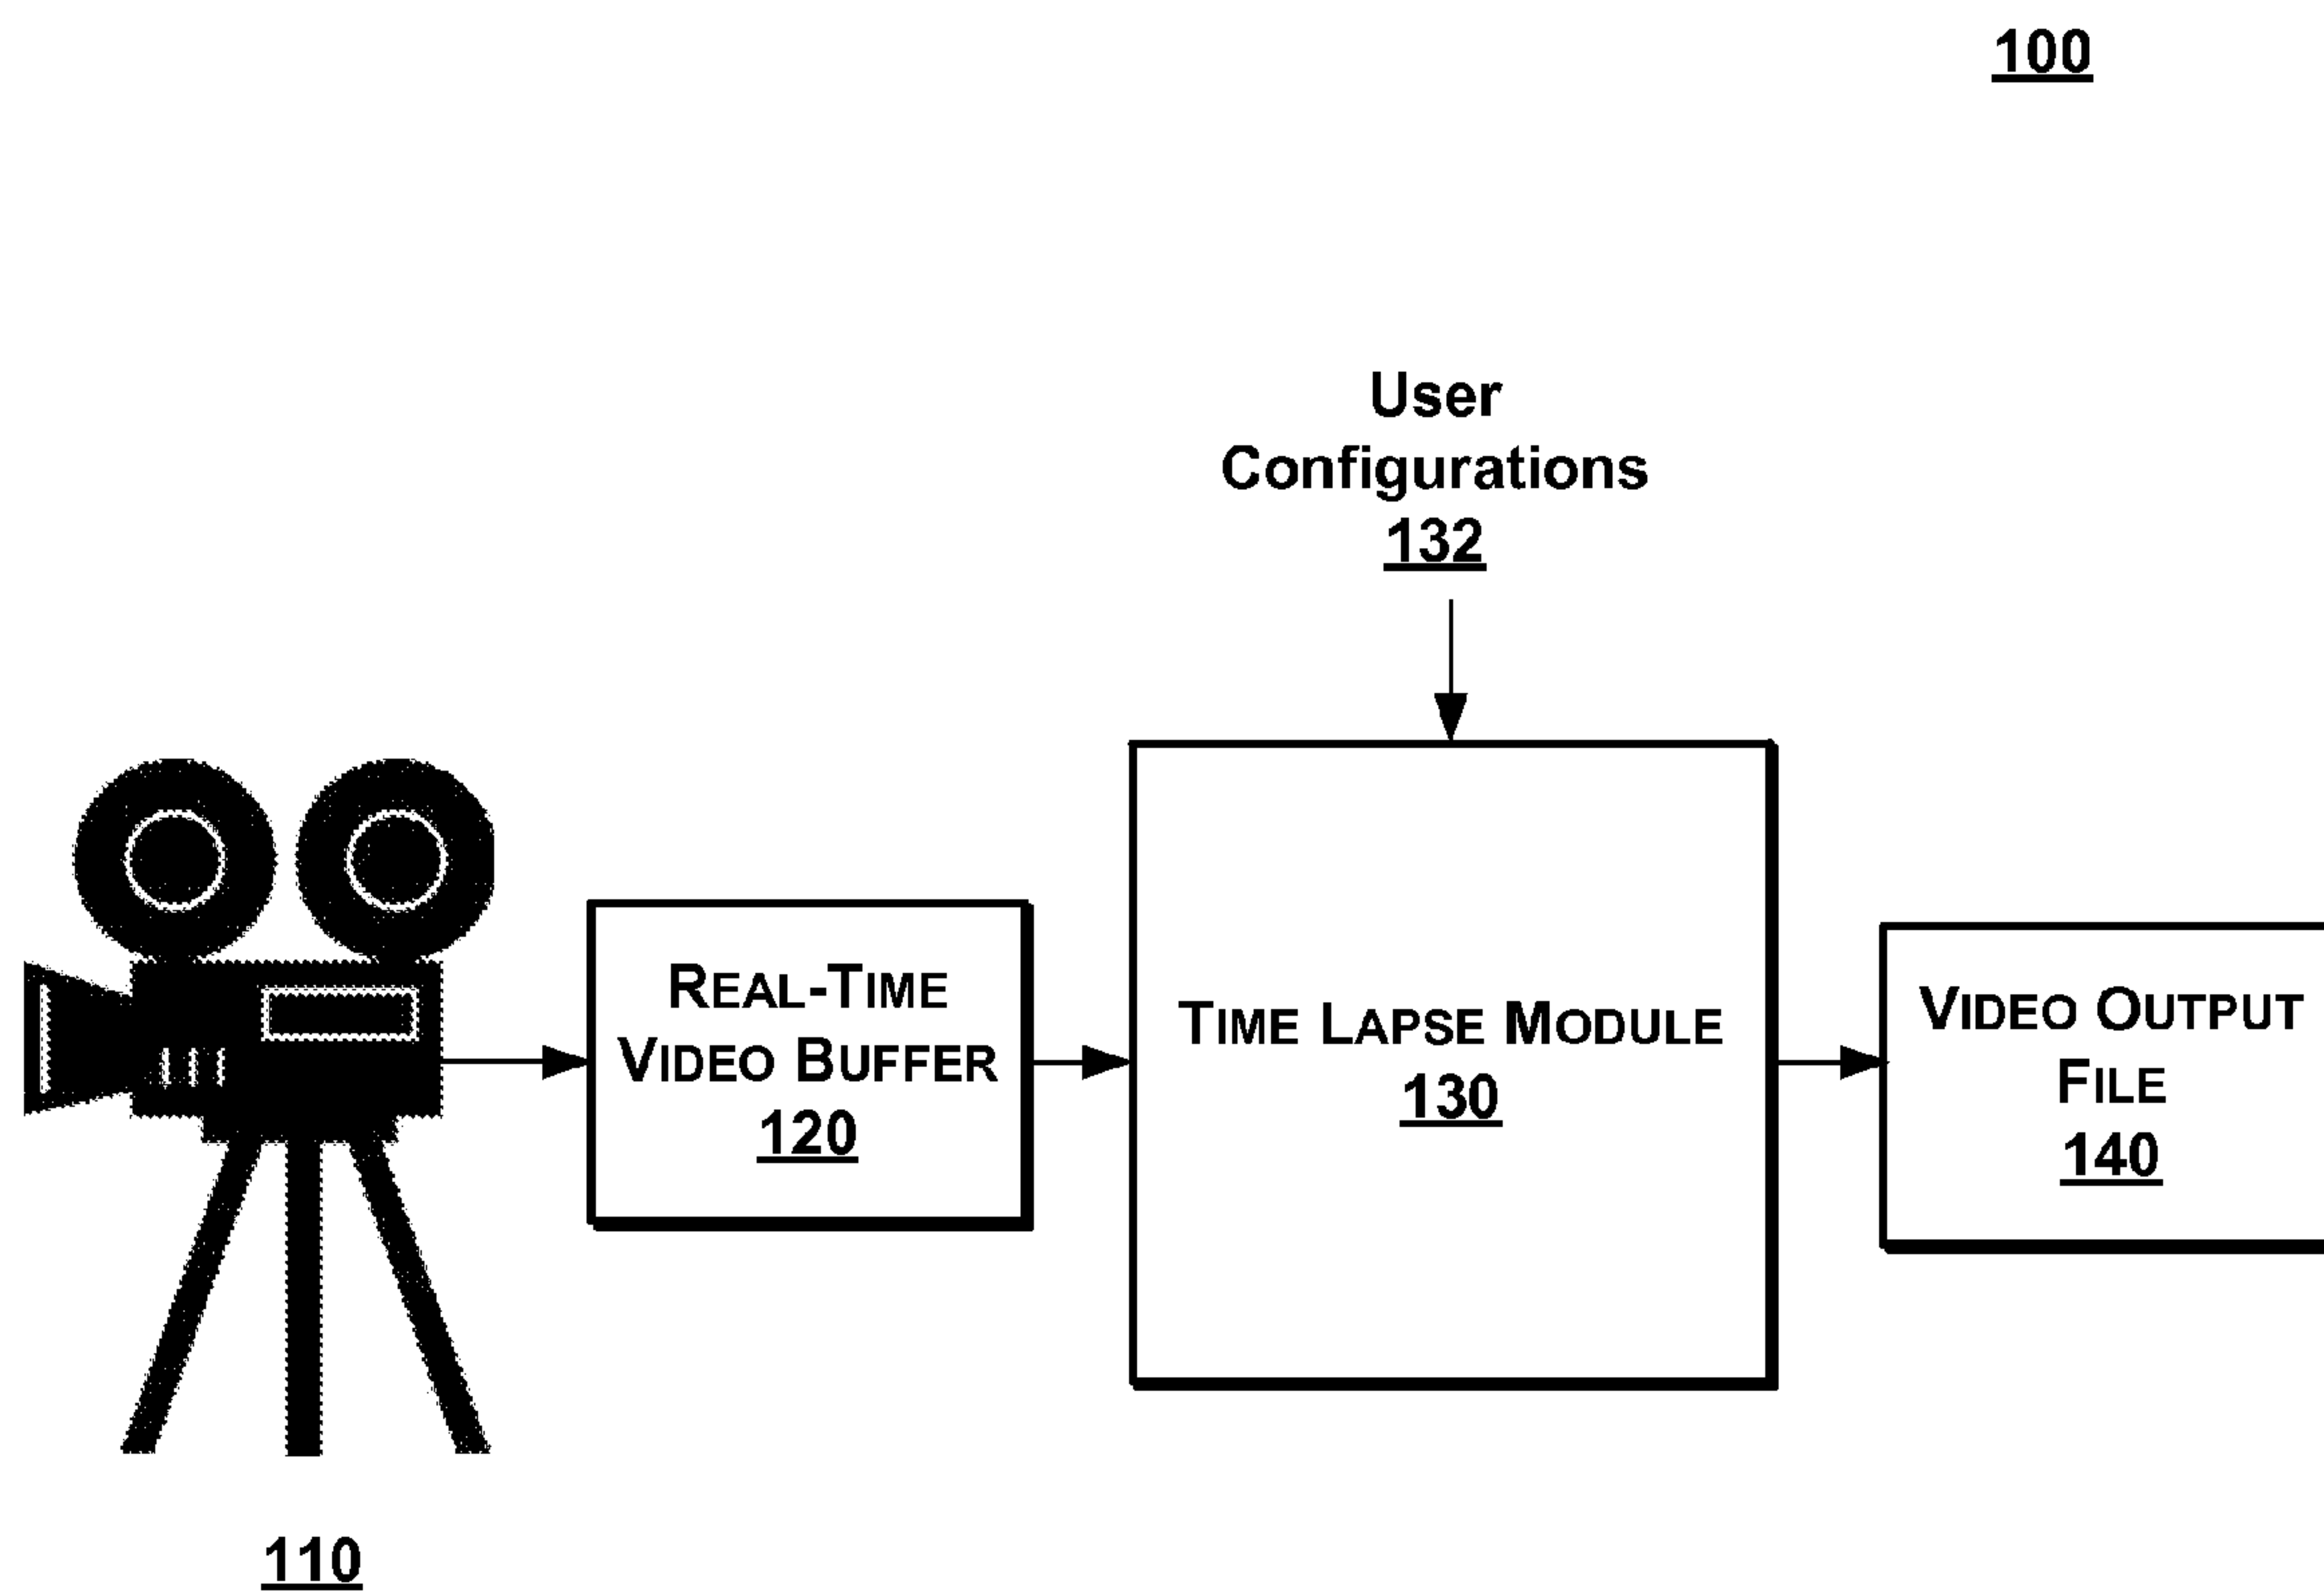 100
User
Configurations
132
REAL-TIME
VIDEO BUFFER
120
TIME LAPSE MODULE
130
VIDEO OUTPUT
FILE
140
110